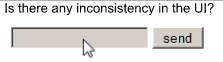 Is there any inconsistency in the UI?
send